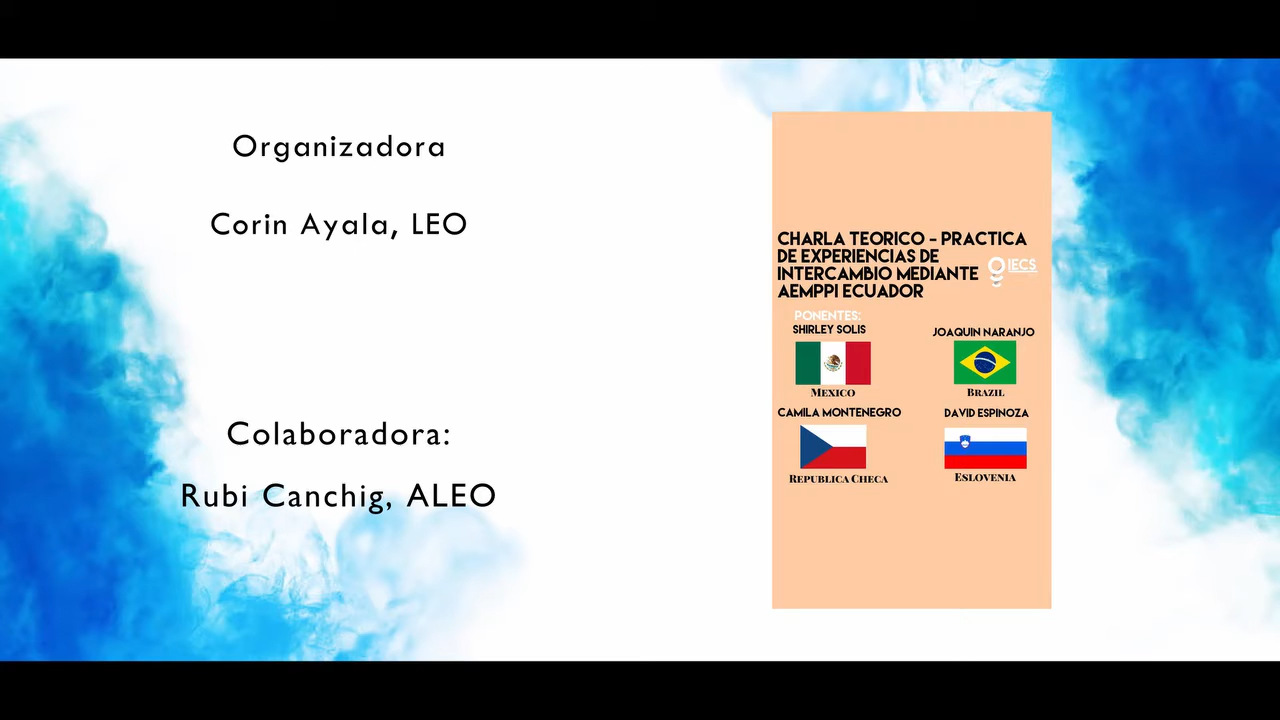 Organizadora
Corin Ayala, LEO
Colaboradora:
Rubi Canchig, ALEO
CHARLA TEORICO - PRACTICA
DE EXPERIENCIAS DE
INTERCAMBIO MEDIANTE
AEMPPI ECUADOR
IECS
PONENTES:
SHIRLEY SOLIS
JOAQUIN NARANJO
MEXICO
BRAZIL
CAMILA MONTENEGRO
DAVID ESPINOZA
REPUBLICA CHECA
ESLOVENIA